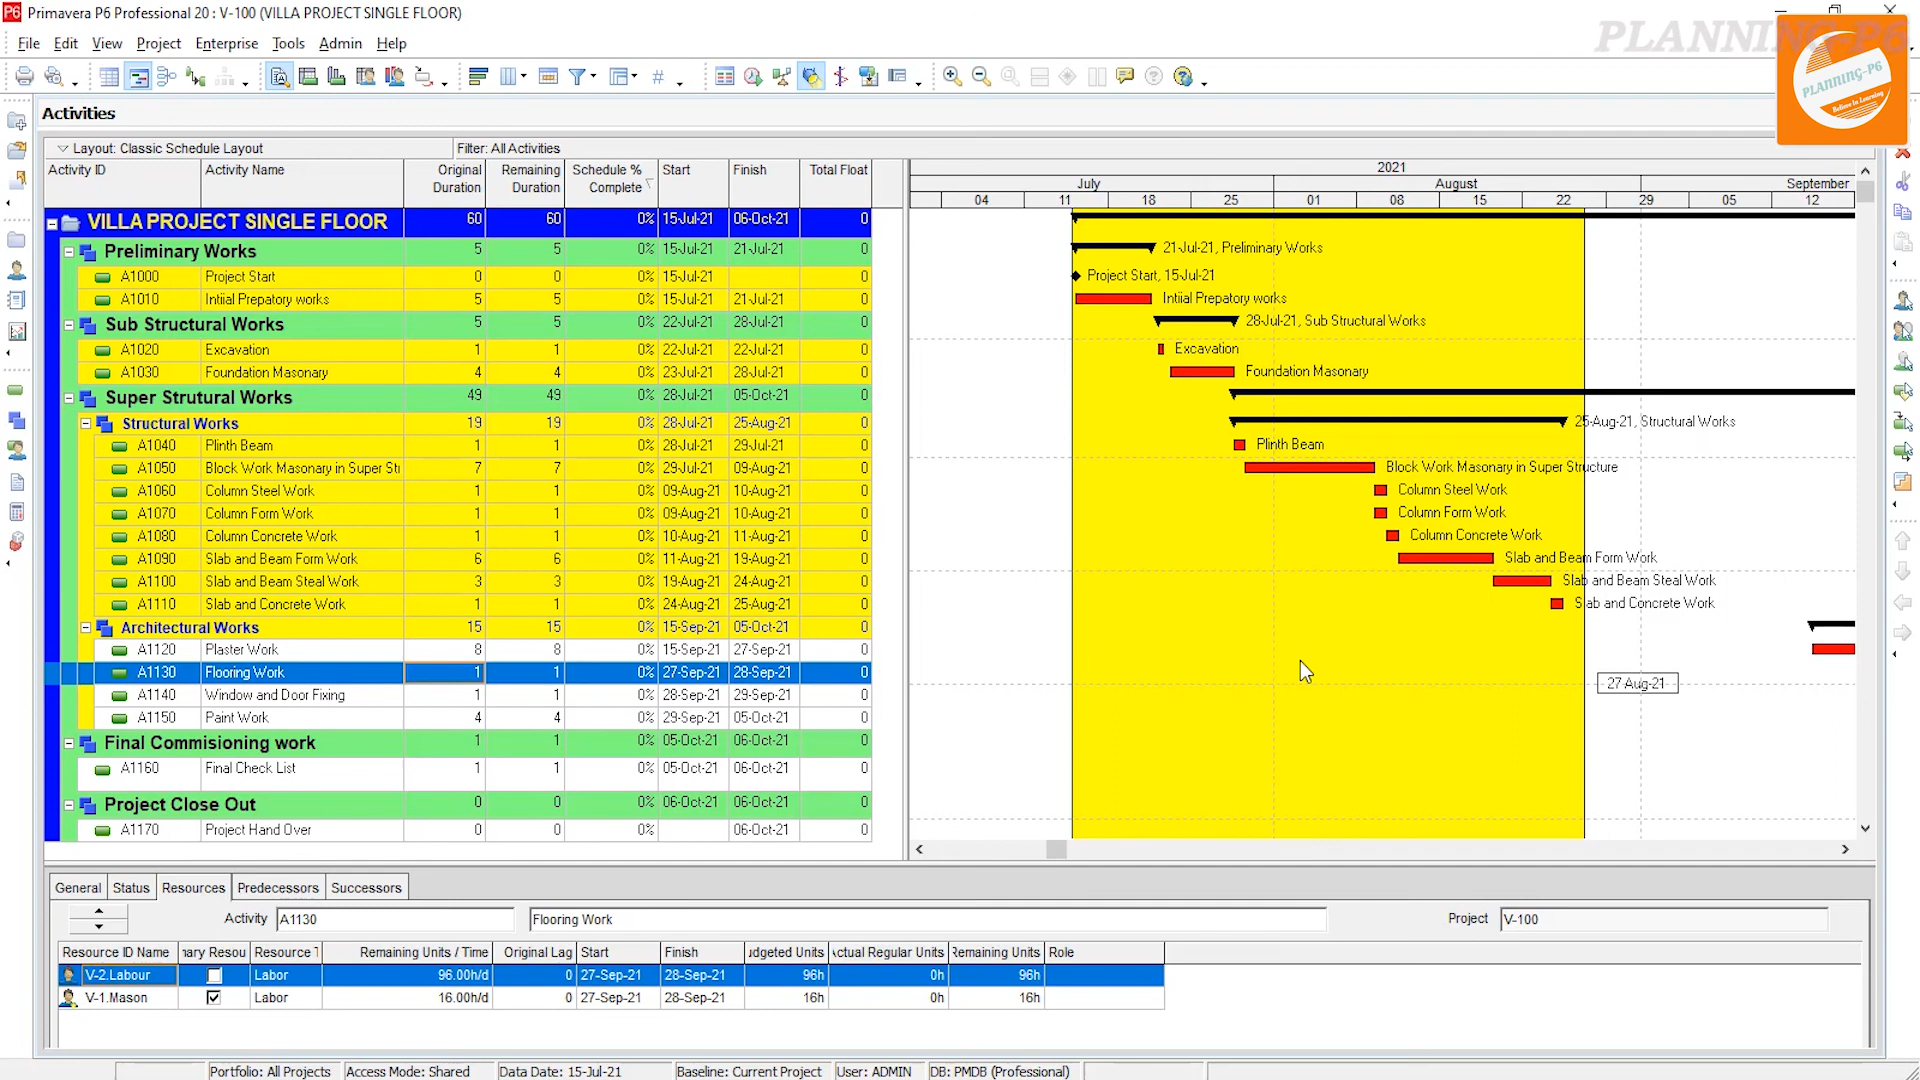 Primavera P6 Professional 20 : V-100 (VILLA PROJECT SINGLE FLOOR)
PLANNING-P6
File Edit View Project Enterprise Tools Admin Help
PLANNING-P6
Believe In Learning
Activities
Layout: Classic Schedule Layout Filter: All Activities
Activity ID Activity Name Original Duration Remaining Duration Schedule % Complete Start Finish Total Float
2021
July August September
04 11 18 25 01 08 15 22 29 05 12
VILLA PROJECT SINGLE FLOOR 60 60 0% 15-Jul-21 06-Oct-21 0
Preliminary Works 5 5 0% 15-Jul-21 21-Jul-21 0 21-Jul-21, Preliminary Works
A1000 Project Start 0 0 0% 15-Jul-21 0 Project Start, 15-Jul-21
A1010 Intiial Prepatory works 5 5 0% 15-Jul-21 21-Jul-21 0 Intiial Prepatory works
Sub Structural Works 5 5 0% 22-Jul-21 28-Jul-21 0 28-Jul-21, Sub Structural Works
A1020 Excavation 1 1 0% 22-Jul-21 22-Jul-21 0 Excavation
A1030 Foundation Masonary 4 4 0% 23-Jul-21 28-Jul-21 0 Foundation Masonary
Super Strutural Works 49 49 0% 28-Jul-21 05-Oct-21 0
Structural Works 19 19 0% 28-Jul-21 25-Aug-21 0 25-Aug-21, Structural Works
A1040 Plinth Beam 1 1 0% 28-Jul-21 29-Jul-21 0 Plinth Beam
A1050 Block Work Masonary in Super Str 7 7 0% 29-Jul-21 09-Aug-21 0 Block Work Masonary in Super Structure
A1060 Column Steel Work 1 1 0% 09-Aug-21 10-Aug-21 0 Column Steel Work
A1070 Column Form Work 1 1 0% 09-Aug-21 10-Aug-21 0 Column Form Work
A1080 Column Concrete Work 1 1 0% 10-Aug-21 11-Aug-21 0 Column Concrete Work
A1090 Slab and Beam Form Work 6 6 0% 11-Aug-21 19-Aug-21 0 Slab and Beam Form Work
A1100 Slab and Beam Steal Work 3 3 0% 19-Aug-21 24-Aug-21 0 Slab and Beam Steal Work
A1110 Slab and Concrete Work 1 1 0% 24-Aug-21 25-Aug-21 0 Slab and Concrete Work
Architectural Works 15 15 0% 15-Sep-21 05-Oct-21 0
A1120 Plaster Work 8 8 0% 15-Sep-21 27-Sep-21 0
A1130 Flooring Work 1 1 0% 27-Sep-21 28-Sep-21 0 27-Aug-21
A1140 Window and Door Fixing 1 1 0% 28-Sep-21 29-Sep-21 0
A1150 Paint Work 4 4 0% 29-Sep-21 05-Oct-21 0
Final Commisioning work 1 1 0% 05-Oct-21 06-Oct-21 0
A1160 Final Check List 1 1 0% 05-Oct-21 06-Oct-21 0
Project Close Out 0 0 0% 06-Oct-21 06-Oct-21 0
A1170 Project Hand Over 0 0 0% 06-Oct-21 0
General Status Resources Predecessors Successors
Activity A1130 Flooring Work Project V-100
Resource ID Name nary Resou Resource T Remaining Units / Time Original Lag Start Finish udgeted Units Actual Regular Units Remaining Units Role
V-2.Labour Labor 96.00h/d 0 27-Sep-21 28-Sep-21 96h 0h 96h
V-1.Mason Labor 16.00h/d 0 27-Sep-21 28-Sep-21 16h 0h 16h
Portfolio: All Projects Access Mode: Shared Data Date: 15-Jul-21 Baseline: Current Project User: ADMIN DB: PMDB (Professional)